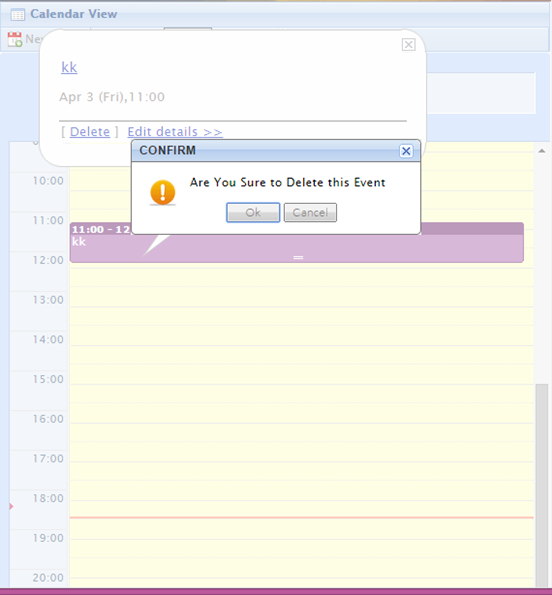 Calendar View
Ne
kk
Apr 3 (Fri),11:00
[ Delete ] Edit details >>
CONFIRM
Are You Sure to Delete this Event
Ok Cancel
10:00
11:00
11:00 - 12
kk
12:00
13:00
14:00
15:00
16:00
17:00
18:00
19:00
20:00